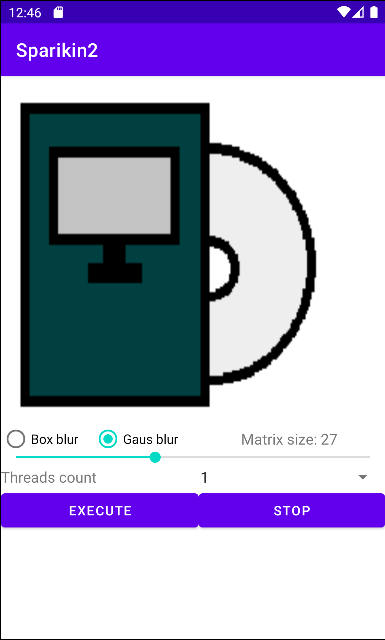 12:46
Sparikin2
Box blur Gaus blur Matrix size: 27
Threads count 1
EXECUTE STOP